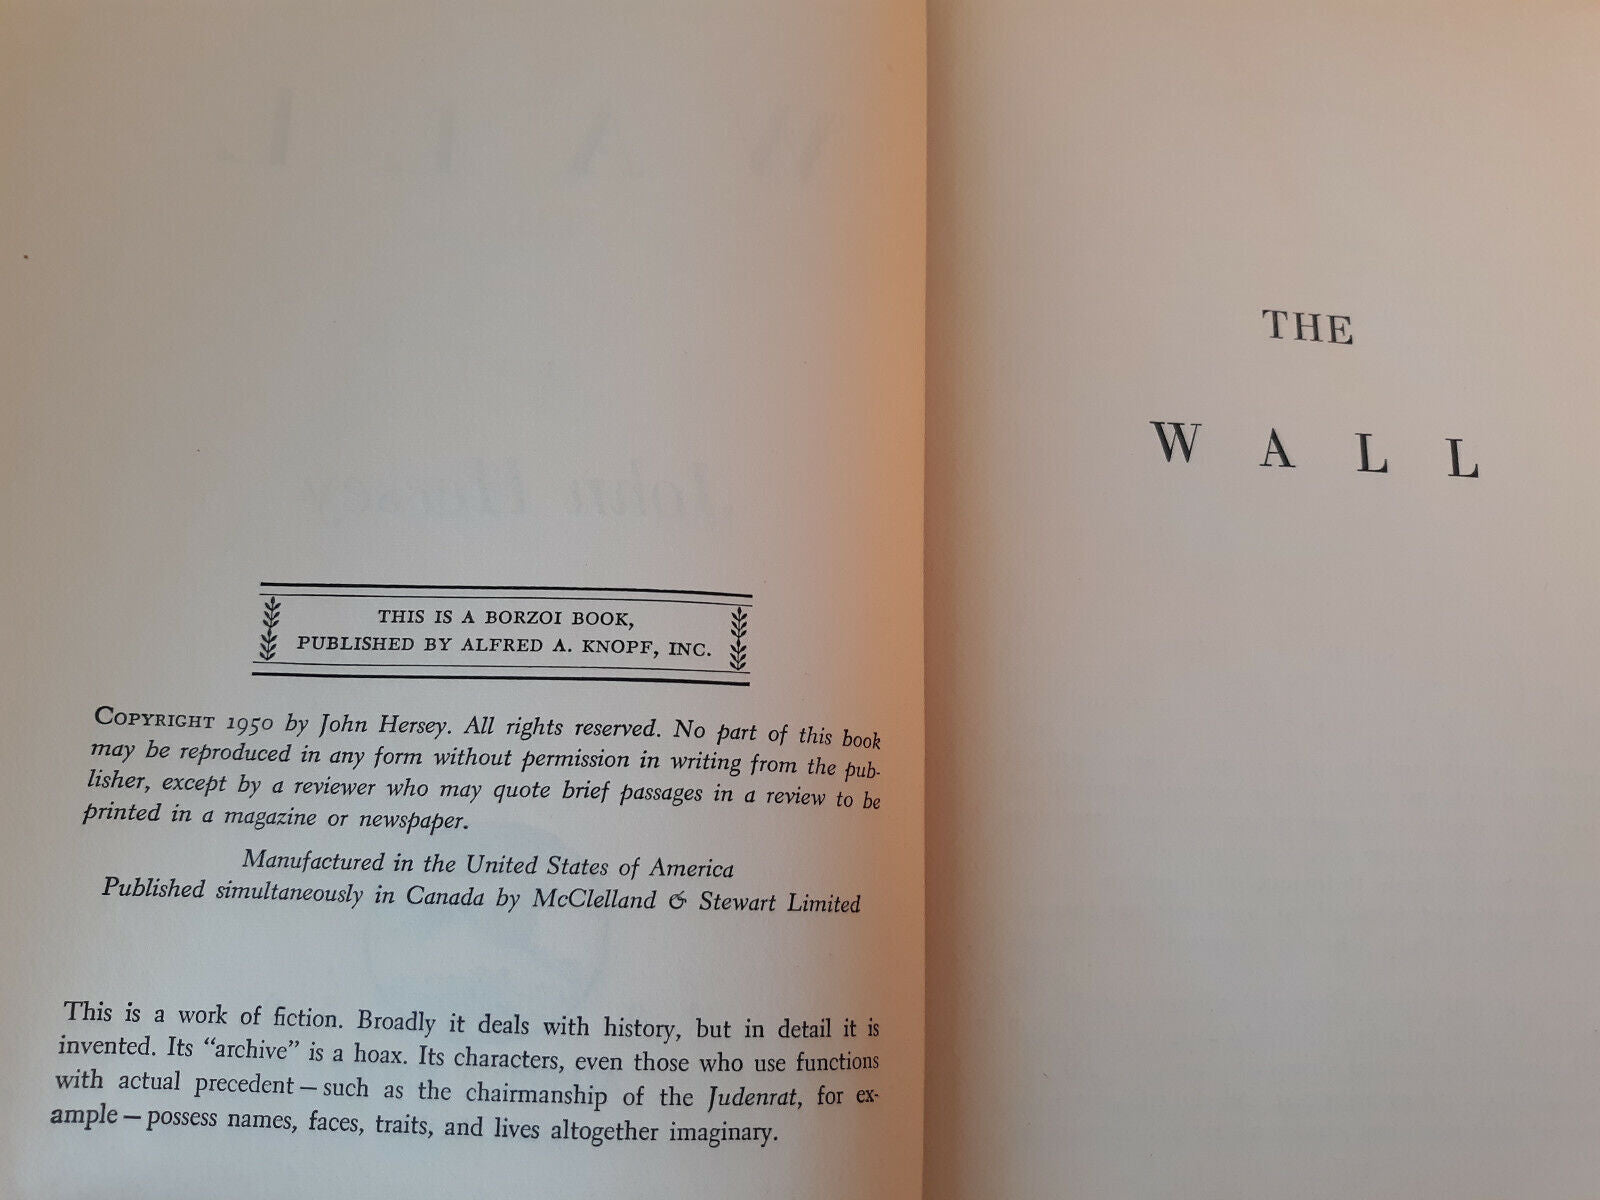 THIS IS A BORZOI BOOK,
PUBLISHED BY ALFRED A. KNOPF, INC.
COPYRIGHT 1950 by John Hersey. All rights reserved. No part of this book
may be reproduced in any form without permission in writing from the pub-
lisher, except by a reviewer who may quote brief passages in a review to be
printed in a magazine or newspaper.
Manufactured in the United States of America
Published simultaneously in Canada by McClelland & Stewart Limited
This is a work of fiction. Broadly it deals with history, but in detail it is
invented. Its “archive” is a hoax. Its characters, even those who use functions
with actual precedent—such as the chairmanship of the Judenrat, for ex-
ample—possess names, faces, traits, and lives altogether imaginary.
THE
WALL